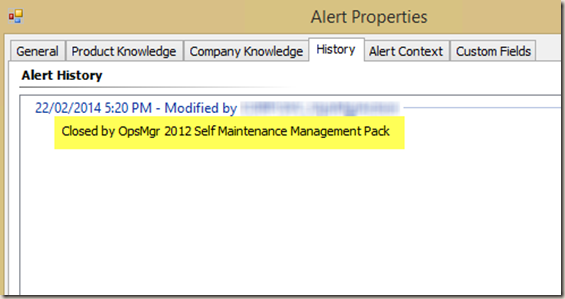 Alert Properties
General Product Knowledge Company Knowledge History Alert Context Custom Fields
Alert History
22/02/2014 5:20 PM - Modified by
Closed by OpsMgr 2012 Self Maintenance Management Pack